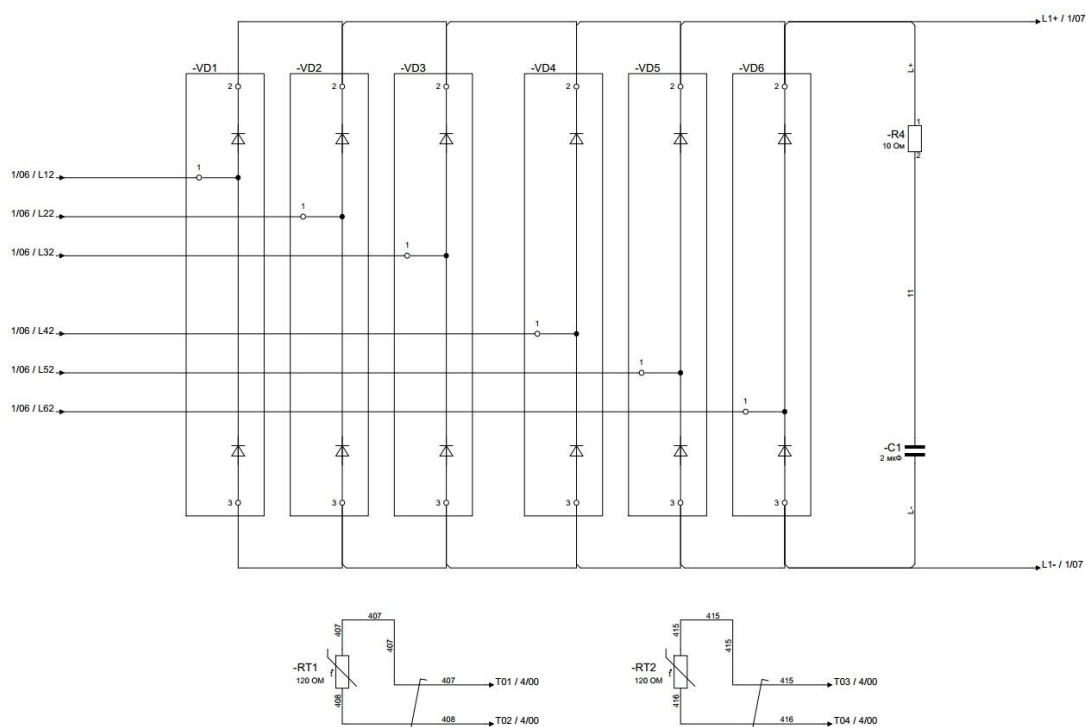 L1+ / 1/07
-VD1 -VD2 -VD3 -VD4 -VD5 -VD6
L+
2 2 2 2 2 2
1
-R4
10 Ом
2
1
1/06 / L12
1
1/06 / L22
1
1/06 / L32
11
1
1/06 / L42
1
1/06 / L52
1
1/06 / L62
-C1
2 мкФ
3 3 3 3 3 3
L-
L1- / 1/07
407 415
407 407 415 415
-RT1
120 ОМ
-RT2
120 ОМ
407 T01 / 4/00
415 T03 / 4/00
408 416
408 T02 / 4/00
416 T04 / 4/00